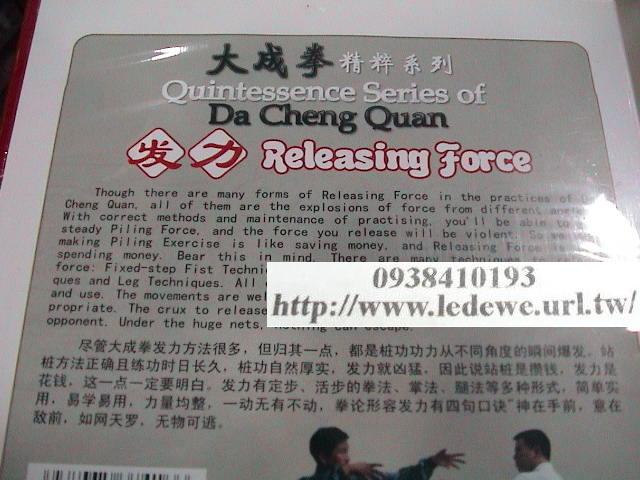 大成拳 精粹系列
Quintessence Series of
Da Cheng Quan
发力 Releasing Force
Though there are many forms of Releasing Force in the practices of
Cheng Quan, all of them are the explosions of force from different
With correct methods and maintenance of practising, you'll be able to
steady Piling Force, and the force you release will be violent. So
making Piling Exercise is like saving money, and Releasing Force
spending money. Bear this in mind. There are many techniques
force: Fixed-step Fist
ques and Leg Techniques. All
and use. The movements are
propriate. The crux to
opponent. Under the huge nets, nothing can escape.
0938410193
http://www.ledewe.url.tw/
尽管大成拳发力方法很多，但归其一点，都是桩功功力从不同角度的瞬间爆发。站
桩方法正确且练功时日长久，桩功自然厚实，发力就凶猛，因此说站桩是攒钱，发力是
花钱，这一点一定要明白。发力有定步、活步的拳法、掌法、腿法等多种形式，简单实
用，易学易用，力量均整，一动无有不动，拳论形容发力有四句口诀“神在手前，意在
敌前，如网天罗，无物可逃。